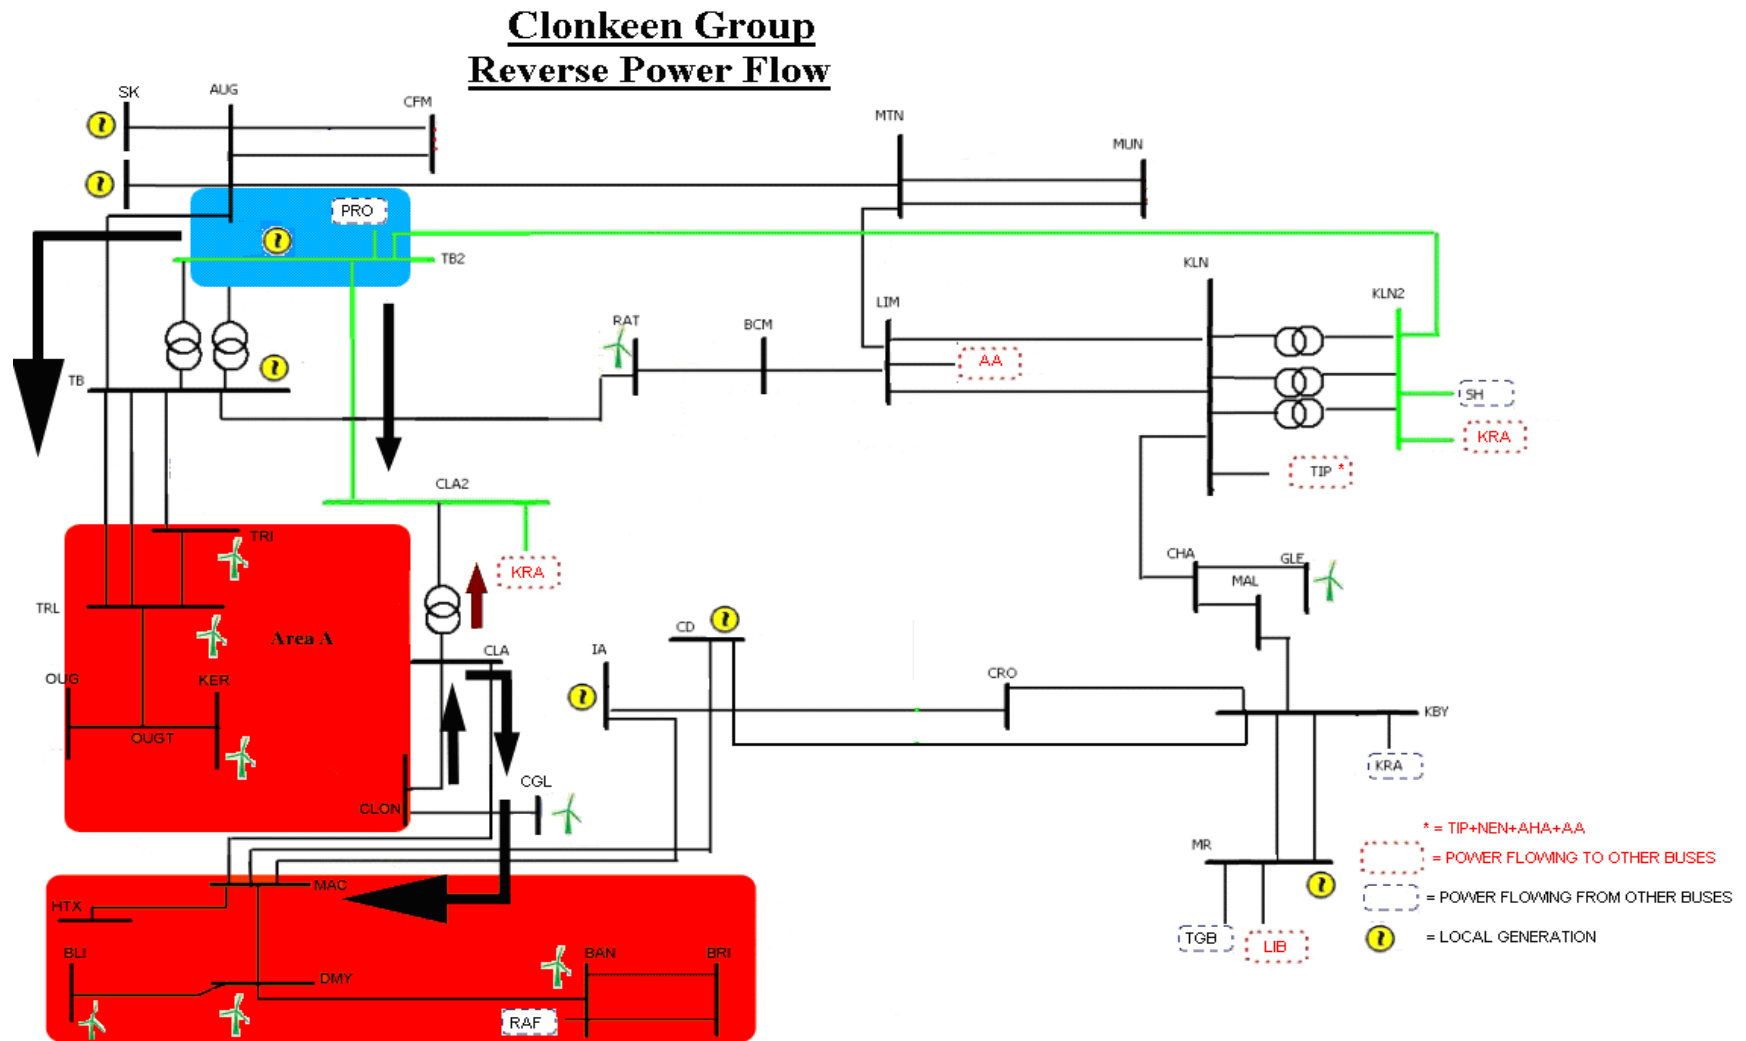 Clonkeen Group
Reverse Power Flow
SK
AUG
CFM
MTN
MUN
PRO
TB2
KLN
KLN2
LIM
RAT
BCM
AA
TB
SH
KRA
TIP *
CLA2
TRI
KRA
CHA
GLE
MAL
TRL
Area A
CD
CLA
IA
OUG
KER
CRO
OUGT
KBY
KRA
CGL
CLON
* = TIP+NEN+AHA+AA
MR
= POWER FLOWING TO OTHER BUSES
MAC
= POWER FLOWING FROM OTHER BUSES
HTX
TGB
LIB
= LOCAL GENERATION
BLI
BAN
BRI
DMY
RAF